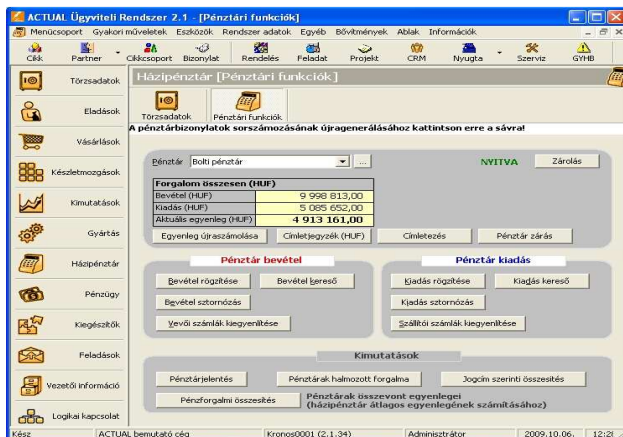 ACTUAL Ügyviteli Rendszer 2.1 - [Pénztári funkciók]
Menücsoport Gyakori műveletek Eszközök Rendszer adatok Egyéb Bővítmények Ablak Információk
Cikk Partner Cikkcsoport Bizonylat Rendelés Feladat Projekt CRM Nyugta Szerviz GYHB
Törzsadatok
Eladások
Vásárlások
Készletmozgások
Kimutatások
Gyártás
Házipénztár
Pénzügy
Kiegészítők
Feladások
Vezetői információ
Logikai kapcsolat
Házipénztár [Pénztári funkciók]
Törzsadatok Pénztári funkciók
A pénztárbizonylatok sorszámozásának újragenerálásához kattintson erre a sávra!
Pénztár Bolti pénztár ... NYITVA Zárolás
Forgalom összesen (HUF)
Bevétel (HUF) 9 998 813,00
Kiadás (HUF) 5 085 652,00
Aktuális egyenleg (HUF) 4 913 161,00
Egyenleg újraszámolása Címletjegyzék (HUF) Címletezés Pénztár zárás
Pénztár bevétel
Bevétel rögzítése Bevétel kereső
Bevétel sztornózás
Vevői számlák kiegyenlítése
Pénztár kiadás
Kiadás rögzítése Kiadás kereső
Kiadás sztornózás
Szállítói számlák kiegyenlítése
Kimutatások
Pénztárjelentés Pénztárak halmozott forgalma Jogcím szerinti összesítés
Pénzforgalmi összesítés Pénztárak összevont egyenlegei
(házipénztár átlagos egyenlegének számításához)
Kész ACTUAL bemutató cég Kronos0001 (2.1.34) Adminisztrátor 2009.10.06. 12:28